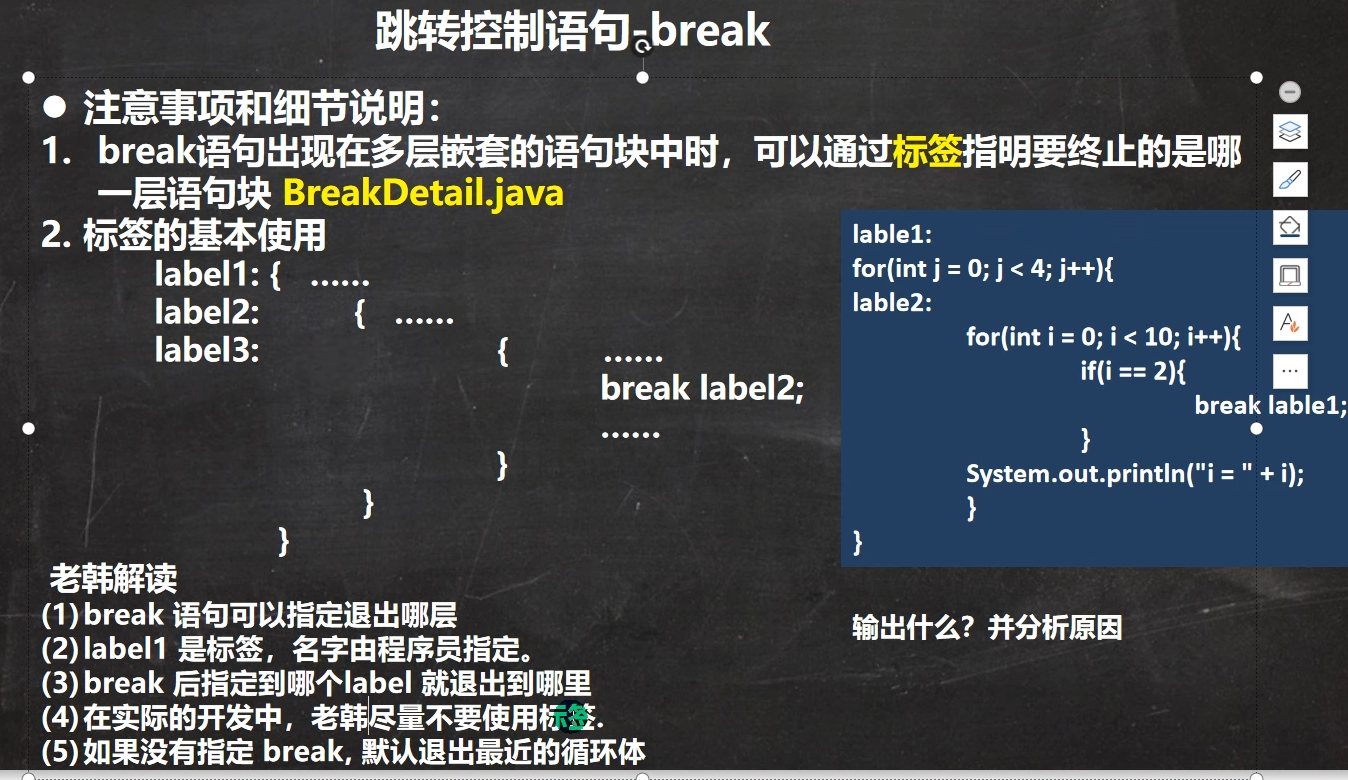 跳转控制语句-break
● 注意事项和细节说明：
1. break语句出现在多层嵌套的语句块中时，可以通过标签指明要终止的是哪
一层语句块 BreakDetail.java
2. 标签的基本使用
label1: { ……
label2: { ……
label3: { ……
break label2;
……
}
}
}
老韩解读
(1) break 语句可以指定退出哪层
(2) label1 是标签，名字由程序员指定。
(3) break 后指定到哪个label 就退出到哪里
(4) 在实际的开发中，老韩尽量不要使用标签.
(5) 如果没有指定 break, 默认退出最近的循环体
lable1:
for(int j = 0; j < 4; j++){
lable2:
for(int i = 0; i < 10; i++){
if(i == 2){
break lable1;
}
System.out.println("i = " + i);
}
}
输出什么？并分析原因